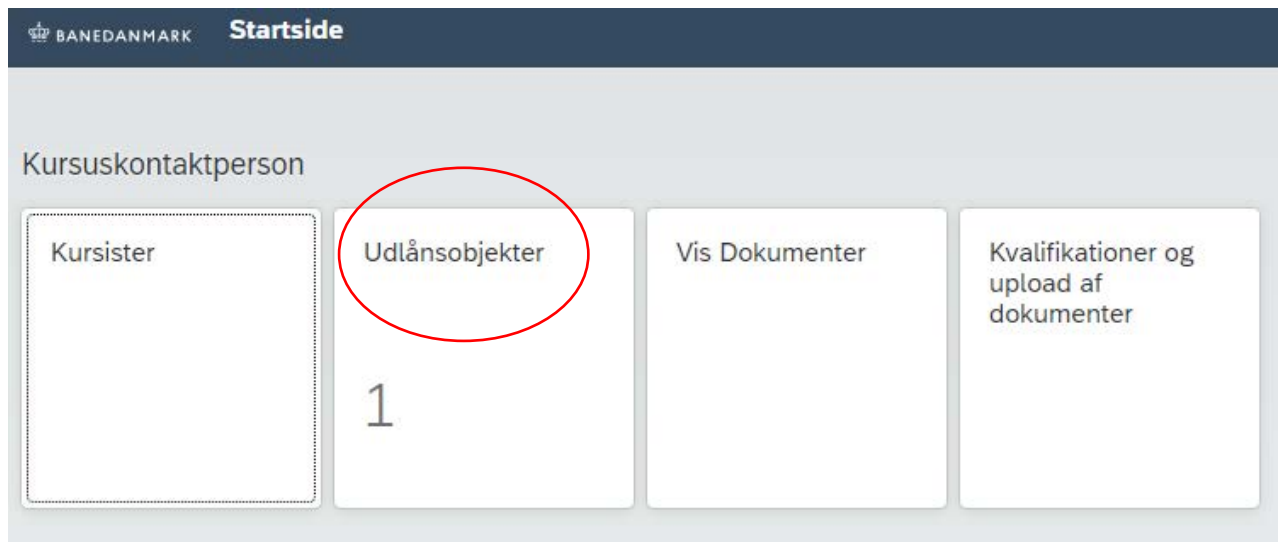 BANEDANMARK Startside
Kursuskontaktperson
Kursister
Udlånsobjekter
1
Vis Dokumenter
Kvalifikationer og
upload af
dokumenter